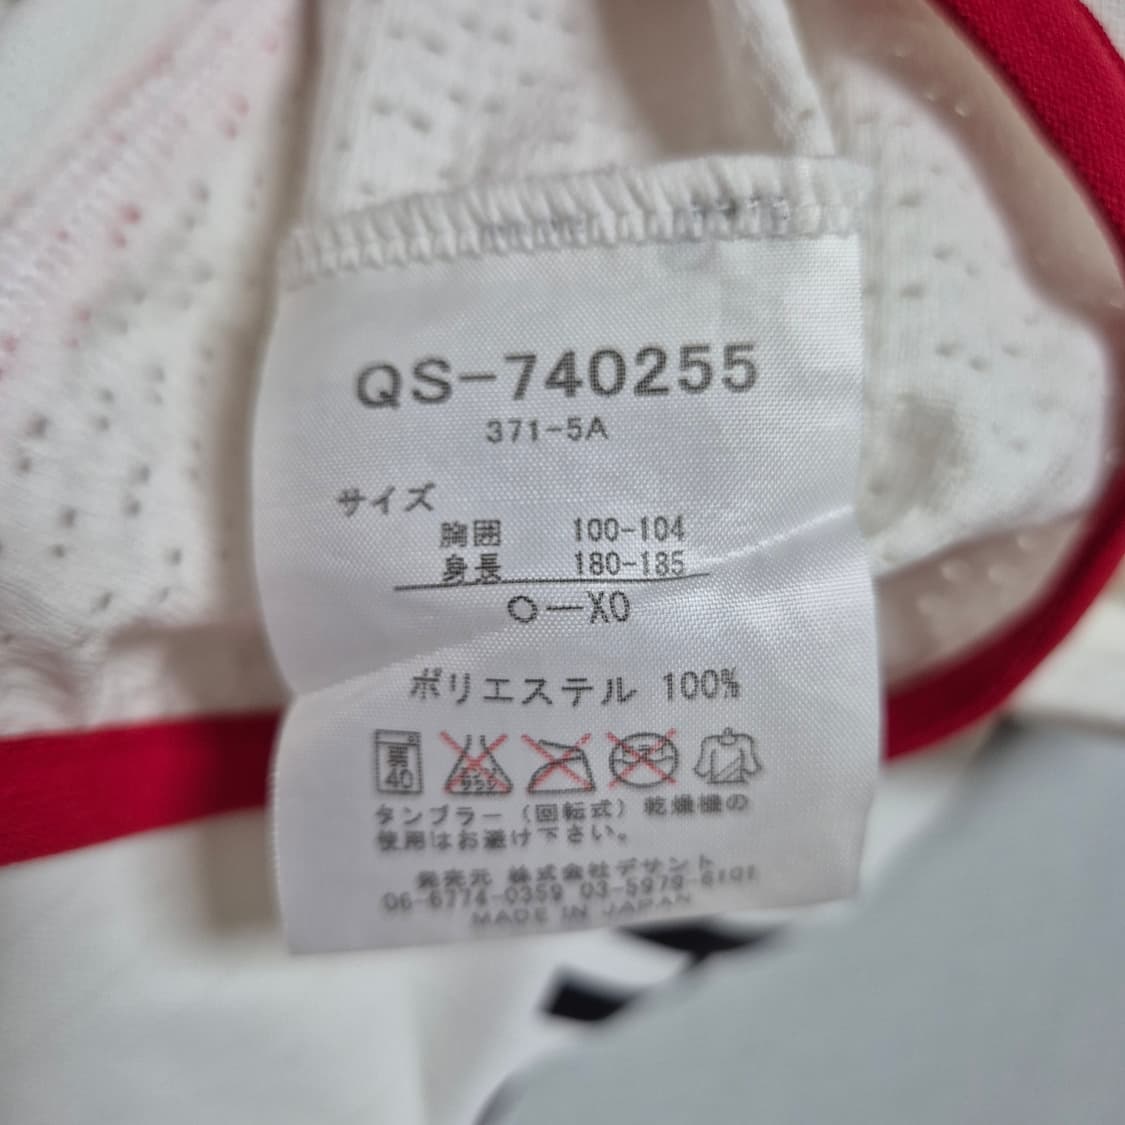 QS-740255
371-5A
サイズ
胸囲 100-104
身長 180-185
○—XO
ポリエステル 100%
40
タンブラー（回転式）乾燥機の
使用はお避け下さい。
発売元 株式会社デサント
06-6774-0359
MADE IN JAPAN